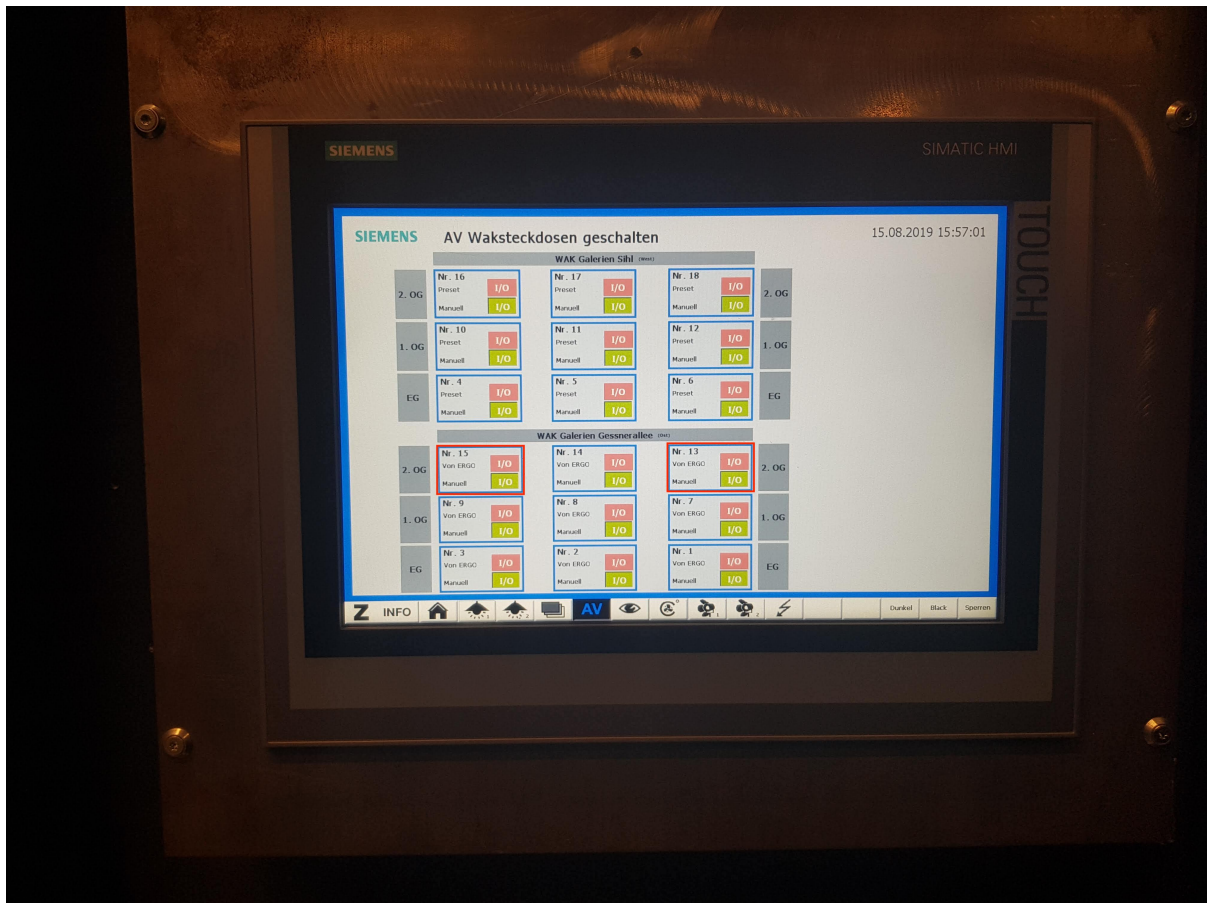 SIEMENS SIMATIC HMI
TOUCH
SIEMENS AV Waksteckdosen geschalten 15.08.2019 15:57:01
WAK Galerien Sihl (West)
2. OG Nr. 16 Nr. 17 Nr. 18 2. OG
Preset I/O Preset I/O Preset I/O
Manuell I/O Manuell I/O Manuell I/O
1. OG Nr. 10 Nr. 11 Nr. 12 1. OG
Preset I/O Preset I/O Preset I/O
Manuell I/O Manuell I/O Manuell I/O
EG Nr. 4 Nr. 5 Nr. 6 EG
Preset I/O Preset I/O Preset I/O
Manuell I/O Manuell I/O Manuell I/O
WAK Galerien Gessnerallee (Ost)
2. OG Nr. 15 Nr. 14 Nr. 13 2. OG
Von ERGO I/O Von ERGO I/O Von ERGO I/O
Manuell I/O Manuell I/O Manuell I/O
1. OG Nr. 9 Nr. 8 Nr. 7 1. OG
Von ERGO I/O Von ERGO I/O Von ERGO I/O
Manuell I/O Manuell I/O Manuell I/O
EG Nr. 3 Nr. 2 Nr. 1 EG
Von ERGO I/O Von ERGO I/O Von ERGO I/O
Manuell I/O Manuell I/O Manuell I/O
Z INFO 1 2 AV 1 2 Dunkel Black Sperren